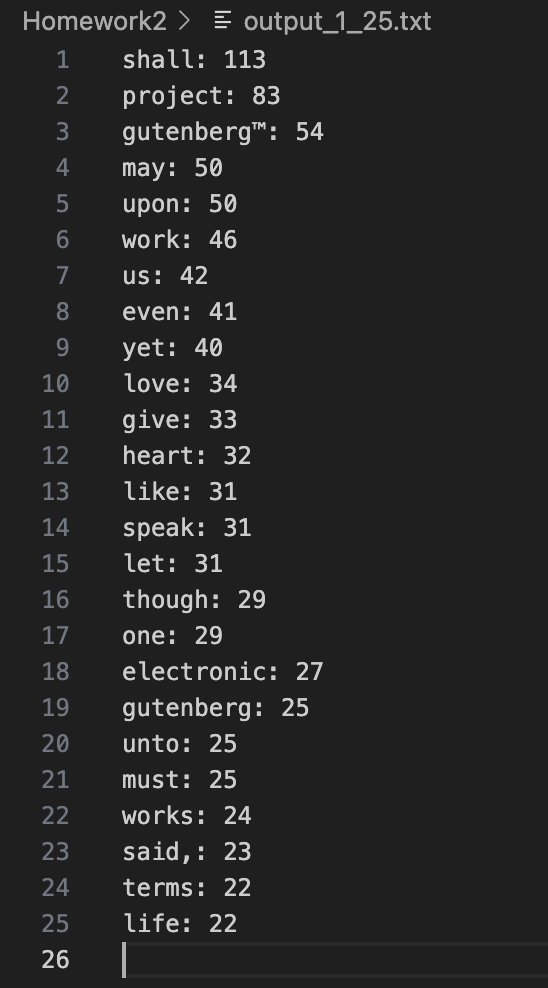 Homework2 > output_1_25.txt
1 shall: 113
2 project: 83
3 gutenberg™: 54
4 may: 50
5 upon: 50
6 work: 46
7 us: 42
8 even: 41
9 yet: 40
10 love: 34
11 give: 33
12 heart: 32
13 like: 31
14 speak: 31
15 let: 31
16 though: 29
17 one: 29
18 electronic: 27
19 gutenberg: 25
20 unto: 25
21 must: 25
22 works: 24
23 said,: 23
24 terms: 22
25 life: 22
26